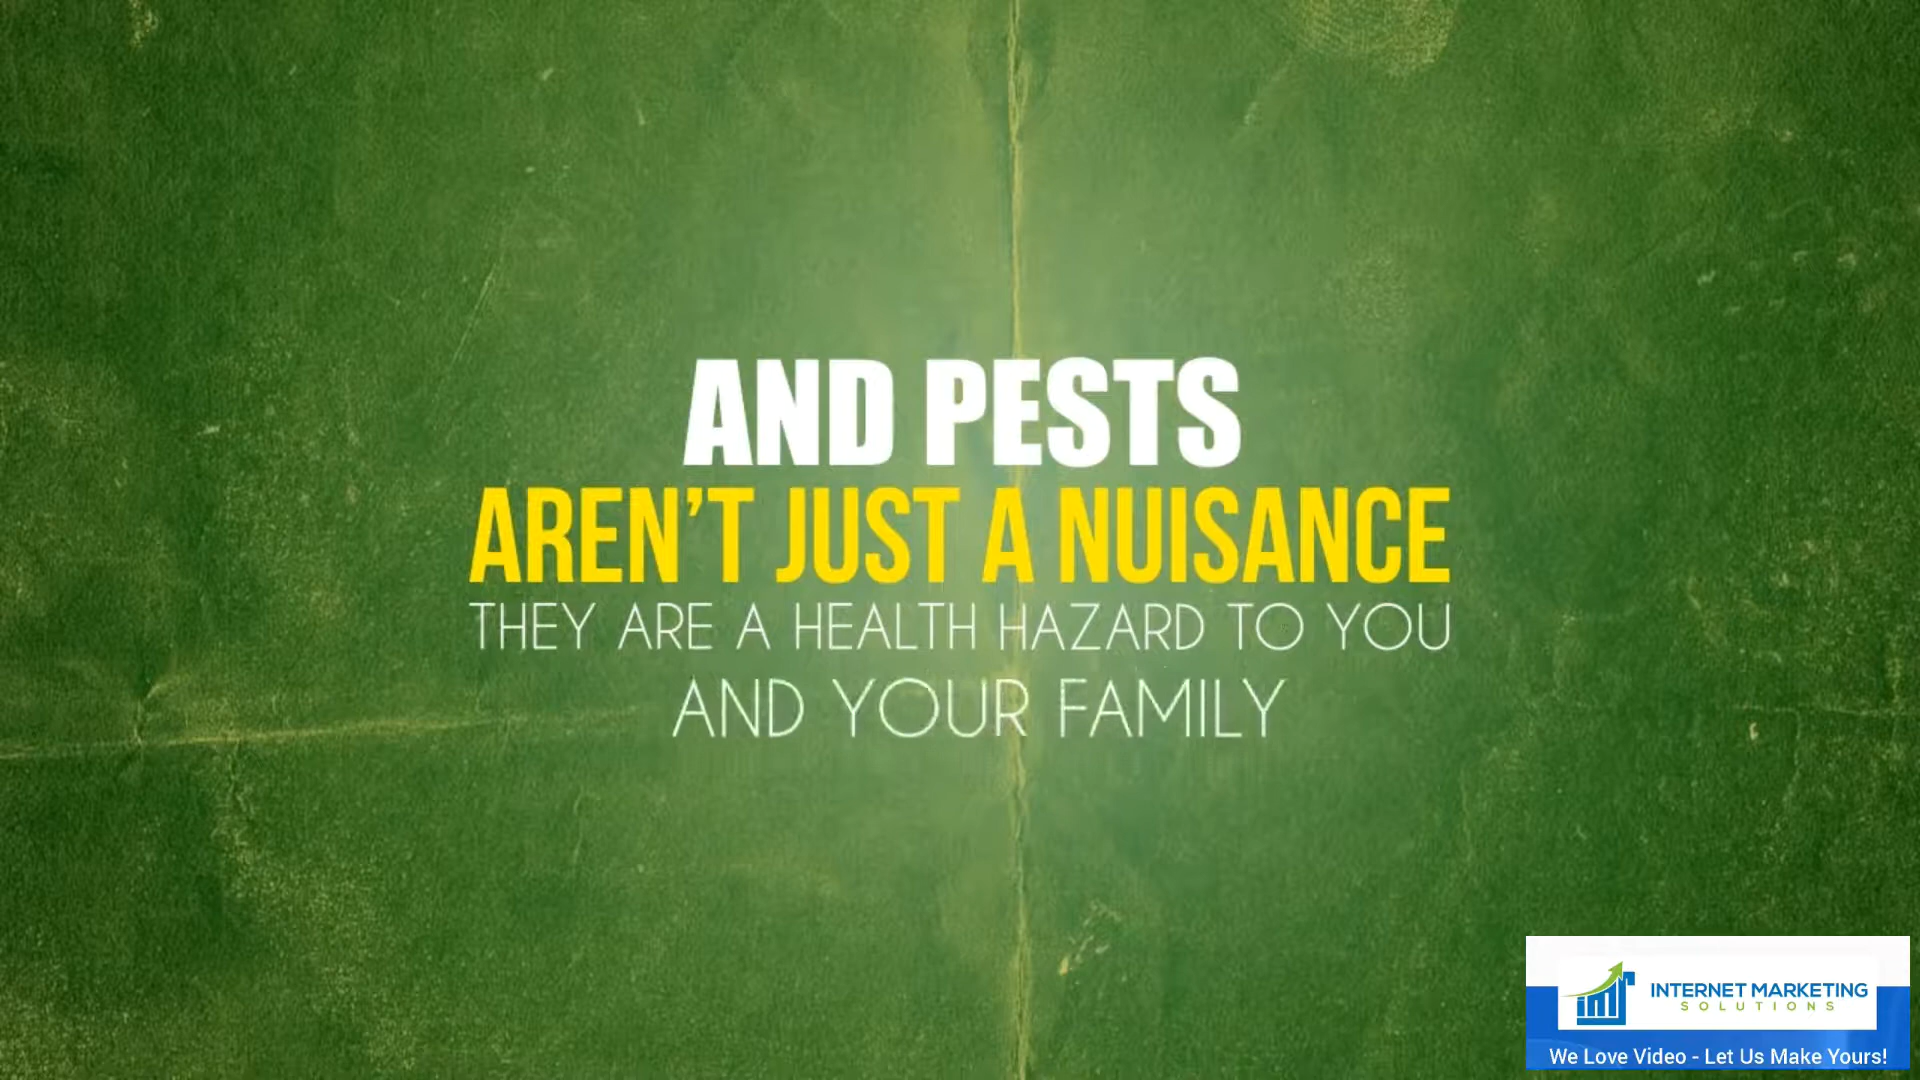 AND PESTS
AREN'T JUST A NUISANCE
THEY ARE A HEALTH HAZARD TO YOU
AND YOUR FAMILY
INTERNET MARKETING
SOLUTIONS
We Love Video - Let Us Make Yours!